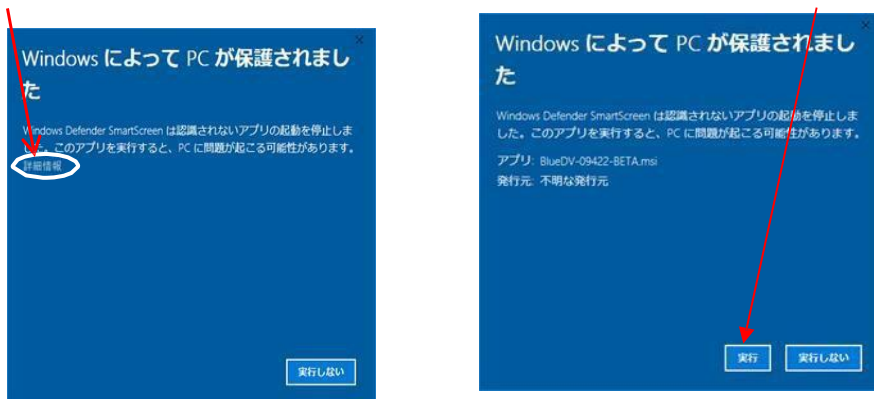 Windows によって PC が保護されまし
た
Windows Defender SmartScreen は認識されないアプリの起動を停止しま
した。このアプリを実行すると、PC に問題が起こる可能性があります。
詳細情報
実行しない
Windows によって PC が保護されまし
た
Windows Defender SmartScreen は認識されないアプリの起動を停止しま
した。このアプリを実行すると、PC に問題が起こる可能性があります。
アプリ: BlueDV-09422-BETA.msi
発行元: 不明な発行元
実行 実行しない